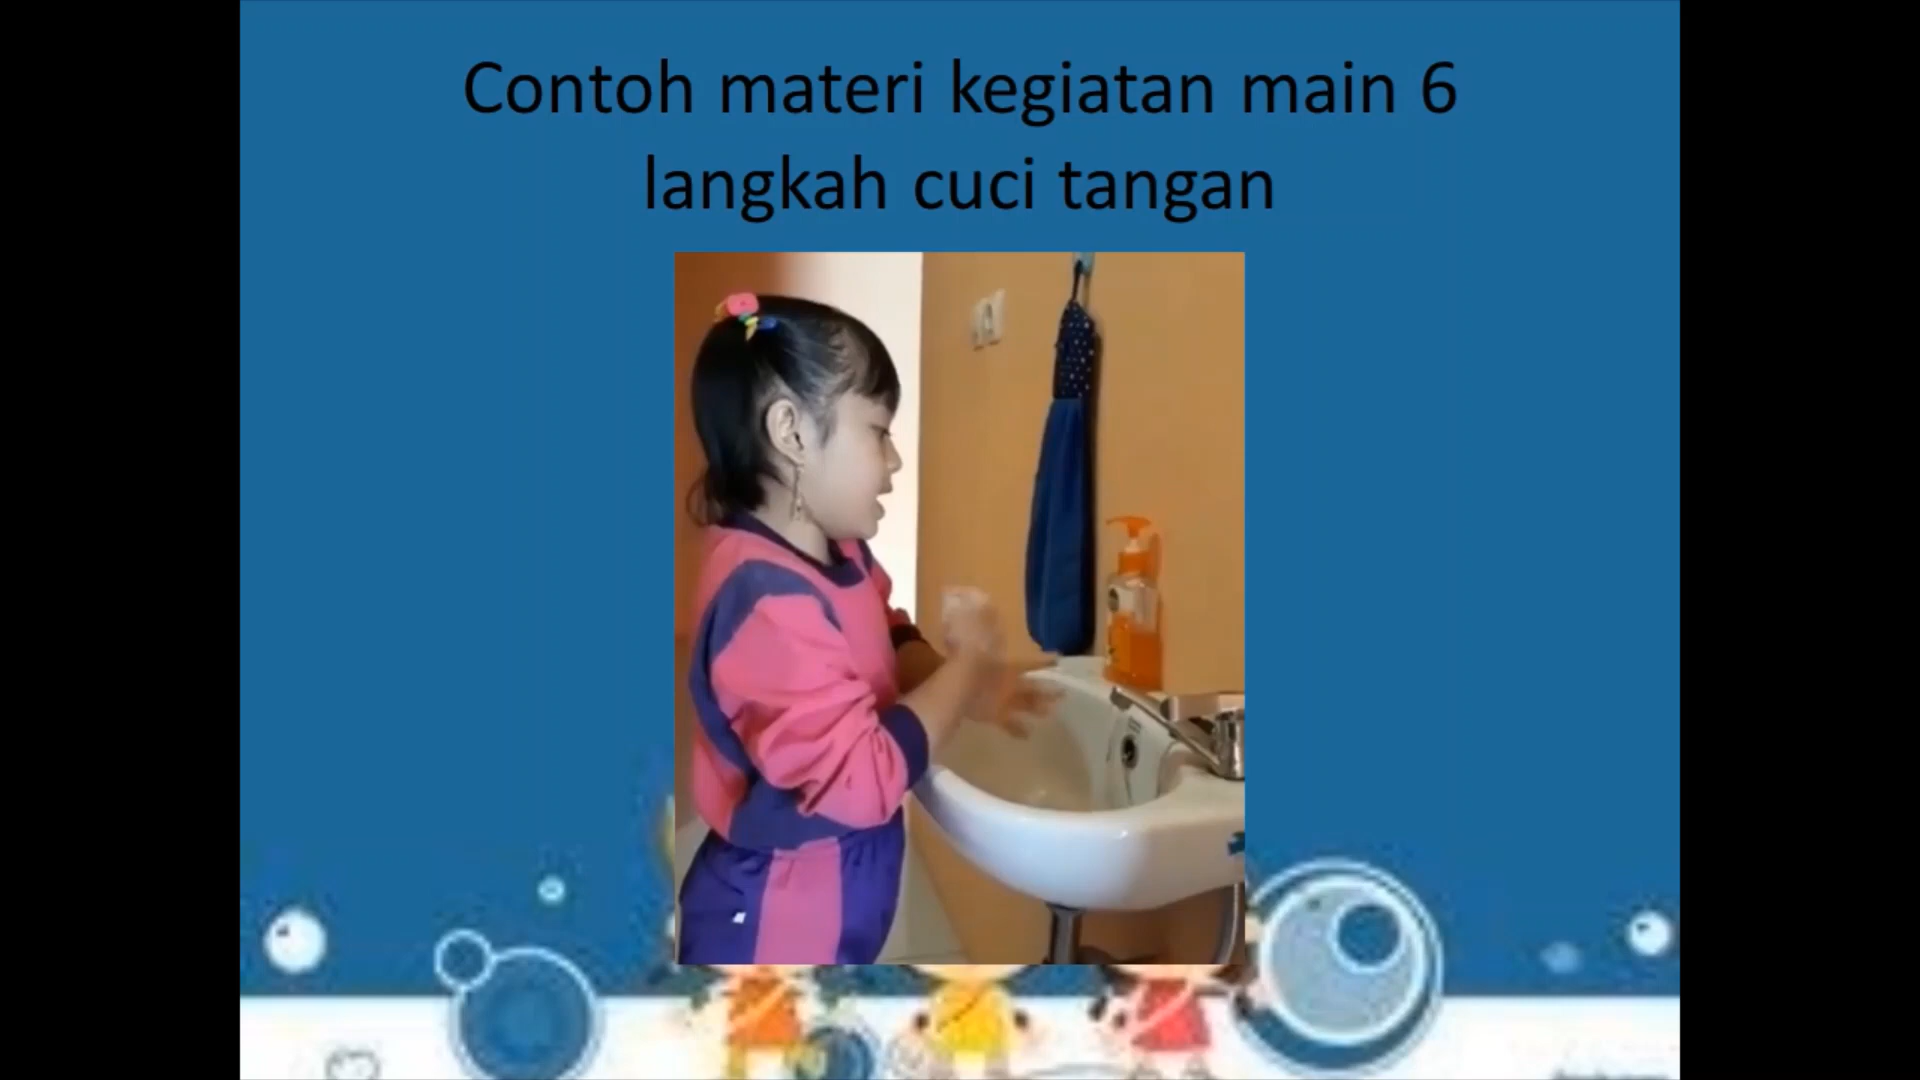 Contoh materi kegiatan main 6
langkah cuci tangan